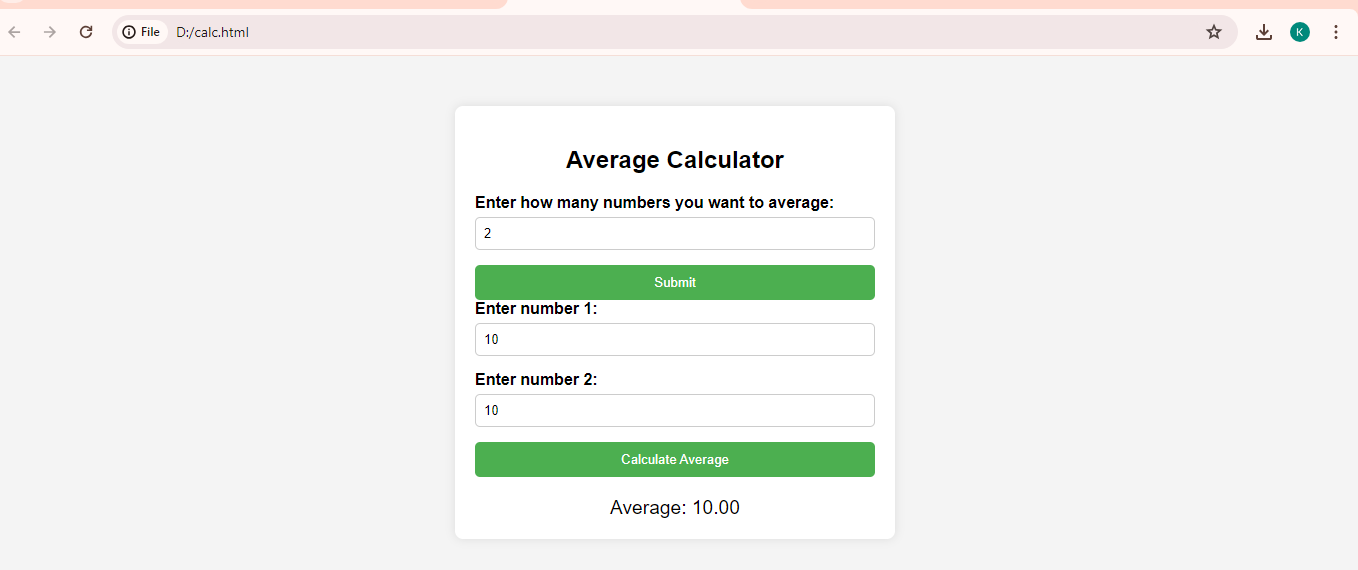 File D:/calc.html K
Average Calculator
Enter how many numbers you want to average:
2
Submit
Enter number 1:
10
Enter number 2:
10
Calculate Average
Average: 10.00